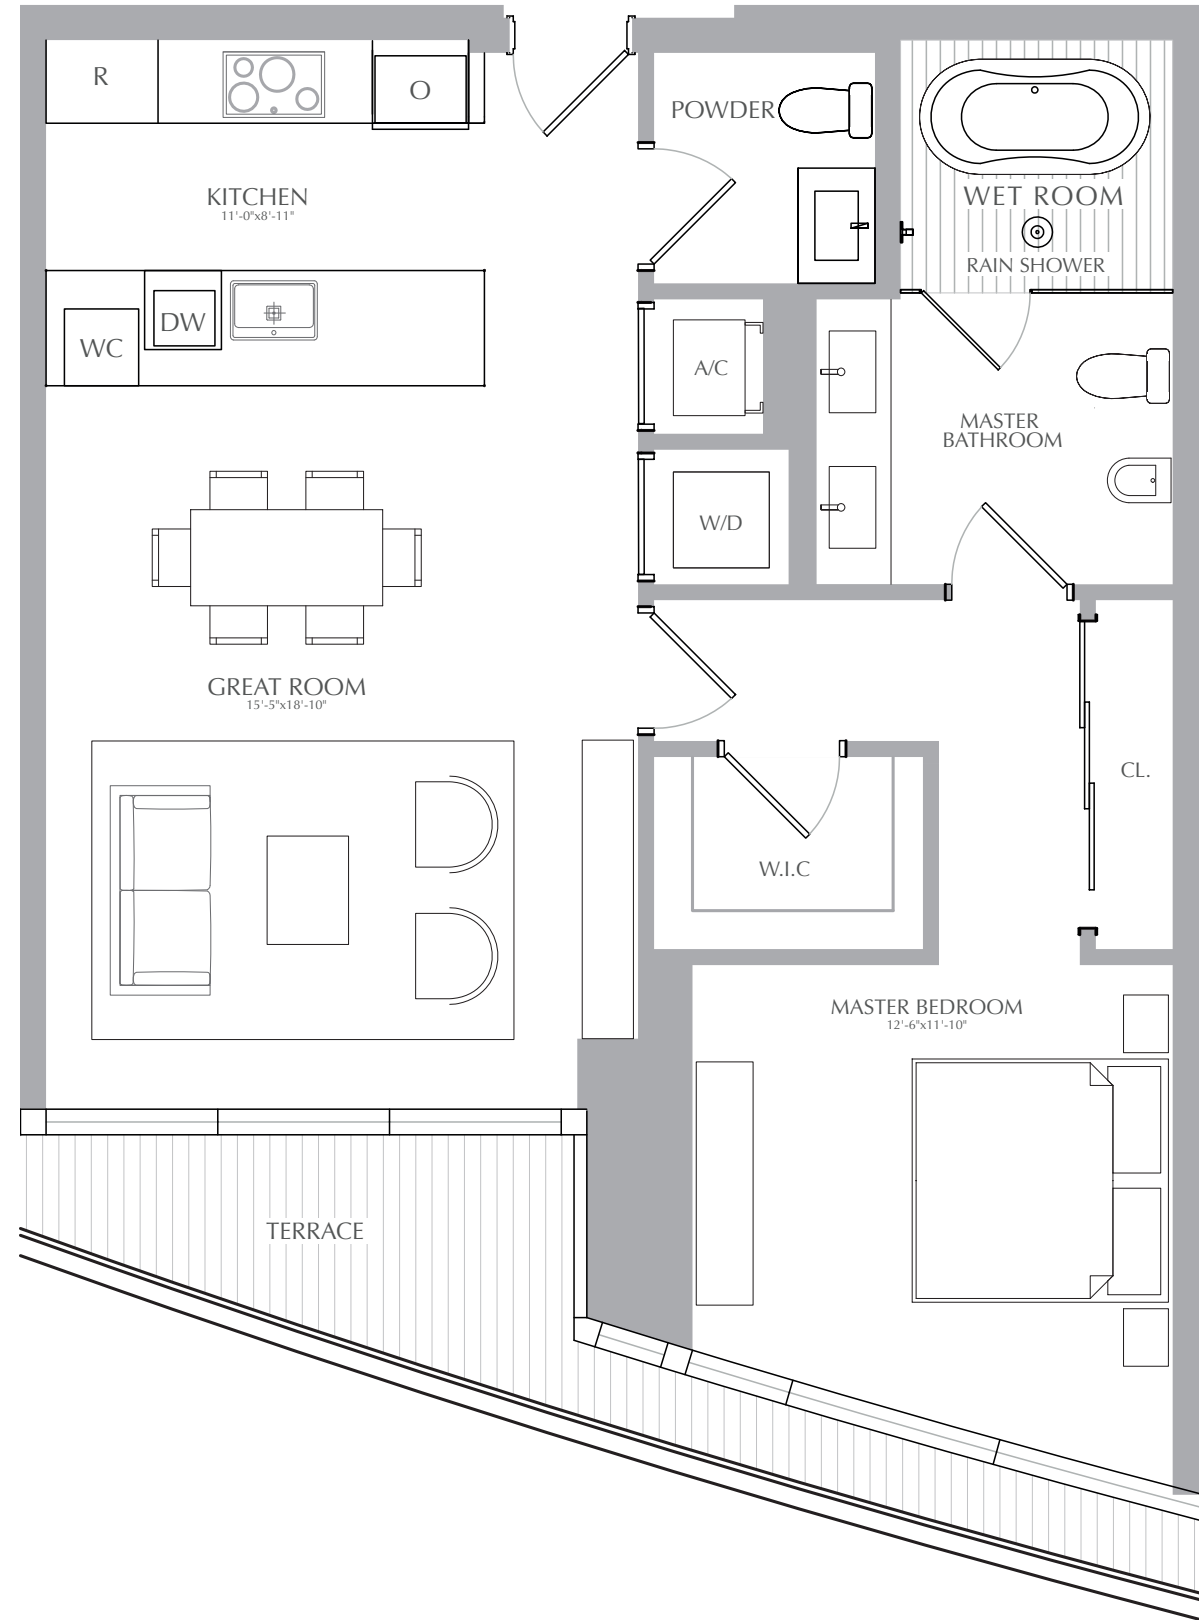 R
O
POWDER
KITCHEN
11'-0"x8'-11"
WET ROOM
RAIN SHOWER
WC
DW
A/C
MASTER
BATHROOM
W/D
GREAT ROOM
15'-5"x18'-10"
CL.
W.I.C
MASTER BEDROOM
12'-6"x11'-10"
TERRACE